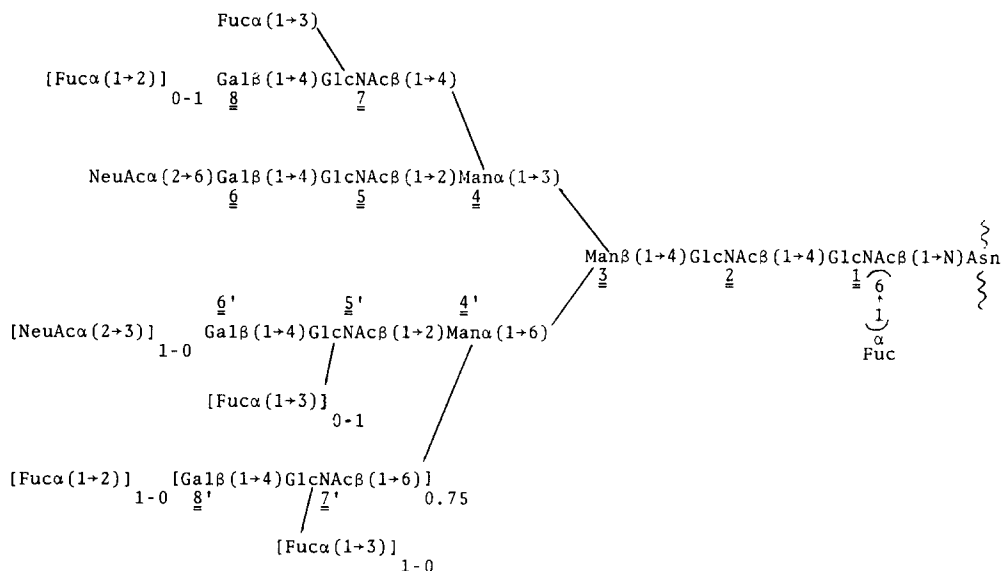 Fucα(1→3)
[Fucα(1→2)]0-1 Galβ(1→4)GlcNAcβ(1→4)
8 7
NeuAcα(2→6)Galβ(1→4)GlcNAcβ(1→2)Manα(1→3)
6 5 4
Manβ(1→4)GlcNAcβ(1→4)GlcNAcβ(1→N)Asn
3 2 1 6
↑
1
α
Fuc
6' 5' 4'
[NeuAcα(2→3)]1-0 Galβ(1→4)GlcNAcβ(1→2)Manα(1→6)
[Fucα(1→3)]0-1
[Fucα(1→2)]1-0 [Galβ(1→4)GlcNAcβ(1→6)]0.75
8' 7'
[Fucα(1→3)]1-0